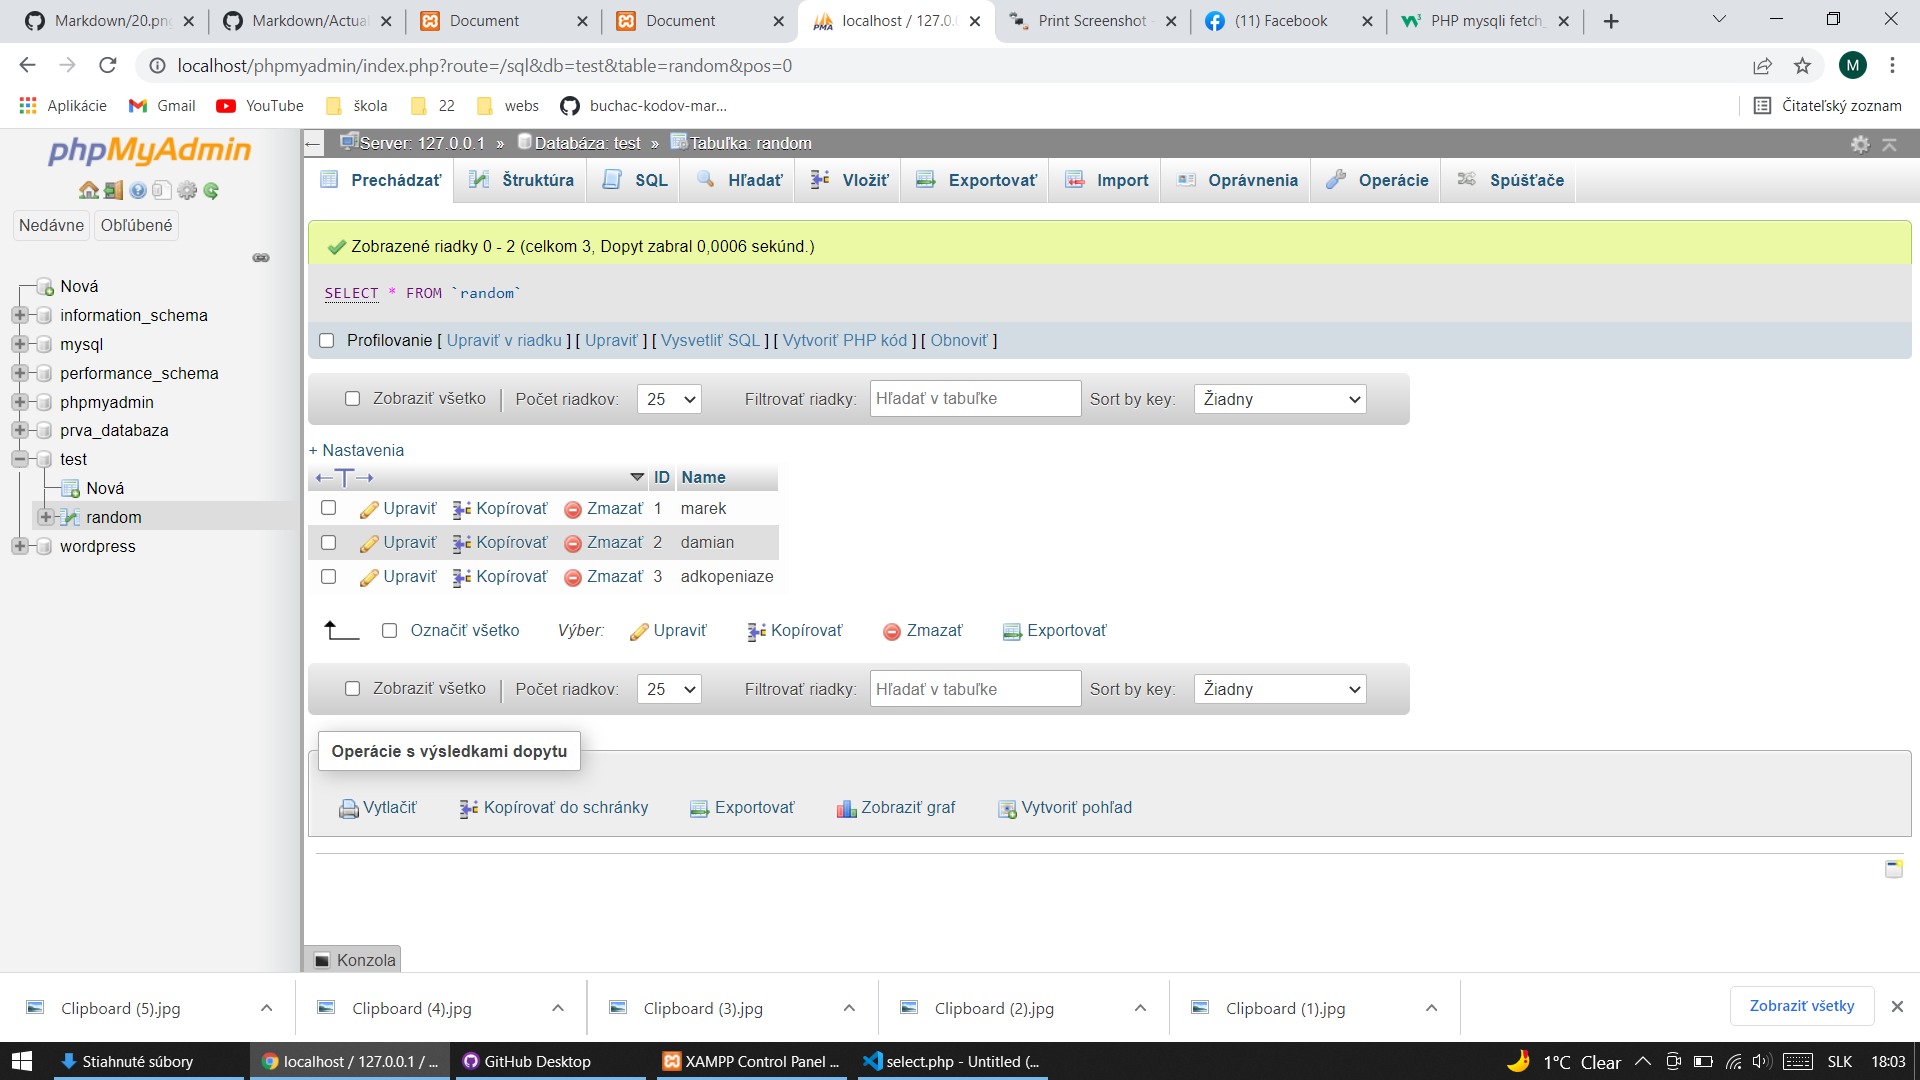 Markdown/20.pn
Markdown/Actual
Document
Document
localhost / 127.0.
Print Screenshot
(11) Facebook
PHP mysqli fetch_
localhost/phpmyadmin/index.php?route=/sql&db=test&table=random&pos=0
M
Aplikácie
Gmail
YouTube
škola
22
webs
buchac-kodov-mar...
Čitateľský zoznam
phpMyAdmin
Nedávne
Obľúbené
Nová
information_schema
mysql
performance_schema
phpmyadmin
prva_databaza
test
Nová
random
wordpress
Server: 127.0.0.1 » Databáza: test » Tabuľka: random
Prechádzať
Štruktúra
SQL
Hľadať
Vložiť
Exportovať
Import
Oprávnenia
Operácie
Spúšťače
Zobrazené riadky 0 - 2 (celkom 3, Dopyt zabral 0,0006 sekúnd.)
SELECT * FROM `random`
Profilovanie [ Upraviť v riadku ] [ Upraviť ] [ Vysvetliť SQL ] [ Vytvoriť PHP kód ] [ Obnoviť ]
Zobraziť všetko
Počet riadkov: 25
Filtrovať riadky: Hľadať v tabuľke
Sort by key: Žiadny
+ Nastavenia
←T→ ID Name
Upraviť Kopírovať Zmazať 1 marek
Upraviť Kopírovať Zmazať 2 damian
Upraviť Kopírovať Zmazať 3 adkopeniaze
Označiť všetko
Výber:
Upraviť
Kopírovať
Zmazať
Exportovať
Zobraziť všetko
Počet riadkov: 25
Filtrovať riadky: Hľadať v tabuľke
Sort by key: Žiadny
Operácie s výsledkami dopytu
Vytlačiť
Kopírovať do schránky
Exportovať
Zobraziť graf
Vytvoriť pohľad
Konzola
Clipboard (5).jpg
Clipboard (4).jpg
Clipboard (3).jpg
Clipboard (2).jpg
Clipboard (1).jpg
Zobraziť všetky
Stiahnuté súbory
localhost / 127.0.0.1 / ...
GitHub Desktop
XAMPP Control Panel ...
select.php - Untitled (...
1°C Clear
SLK
18:03